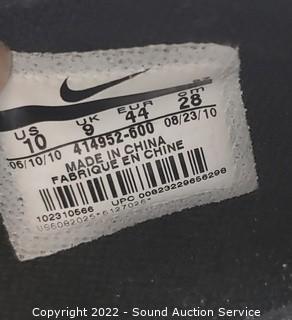 US UK EUR cm
10 9 44 28
05/10/10 414952-600 08/23/10
MADE IN CHINA
FABRIQUE EN CHINE
102310566 UPC 00823229656298
Copyright © 2022 - Sound Auction Service